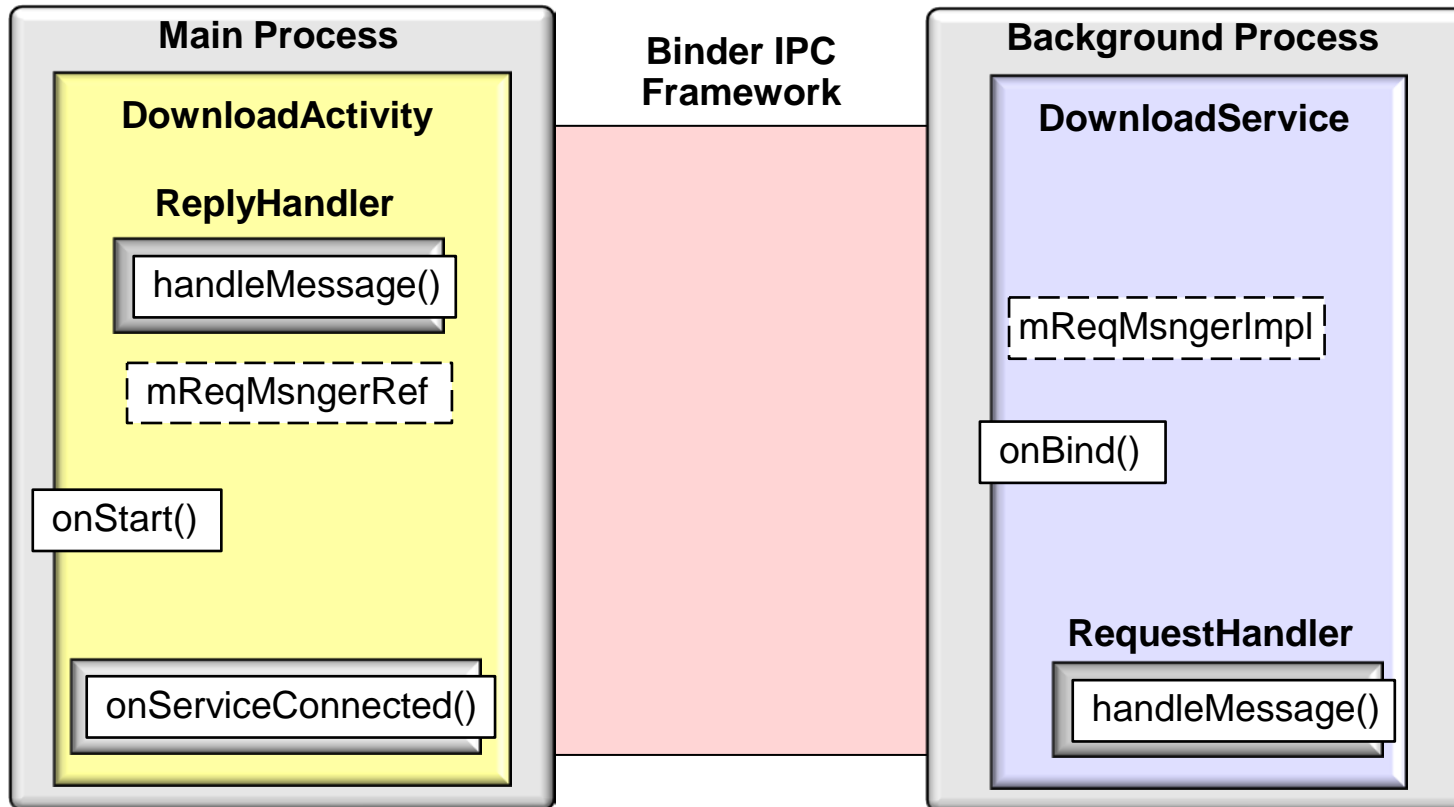 Main Process
DownloadActivity
ReplyHandler
handleMessage()
mReqMsngerRef
onStart()
onServiceConnected()
Binder IPC
Framework
Background Process
DownloadService
mReqMsngerImpl
onBind()
RequestHandler
handleMessage()